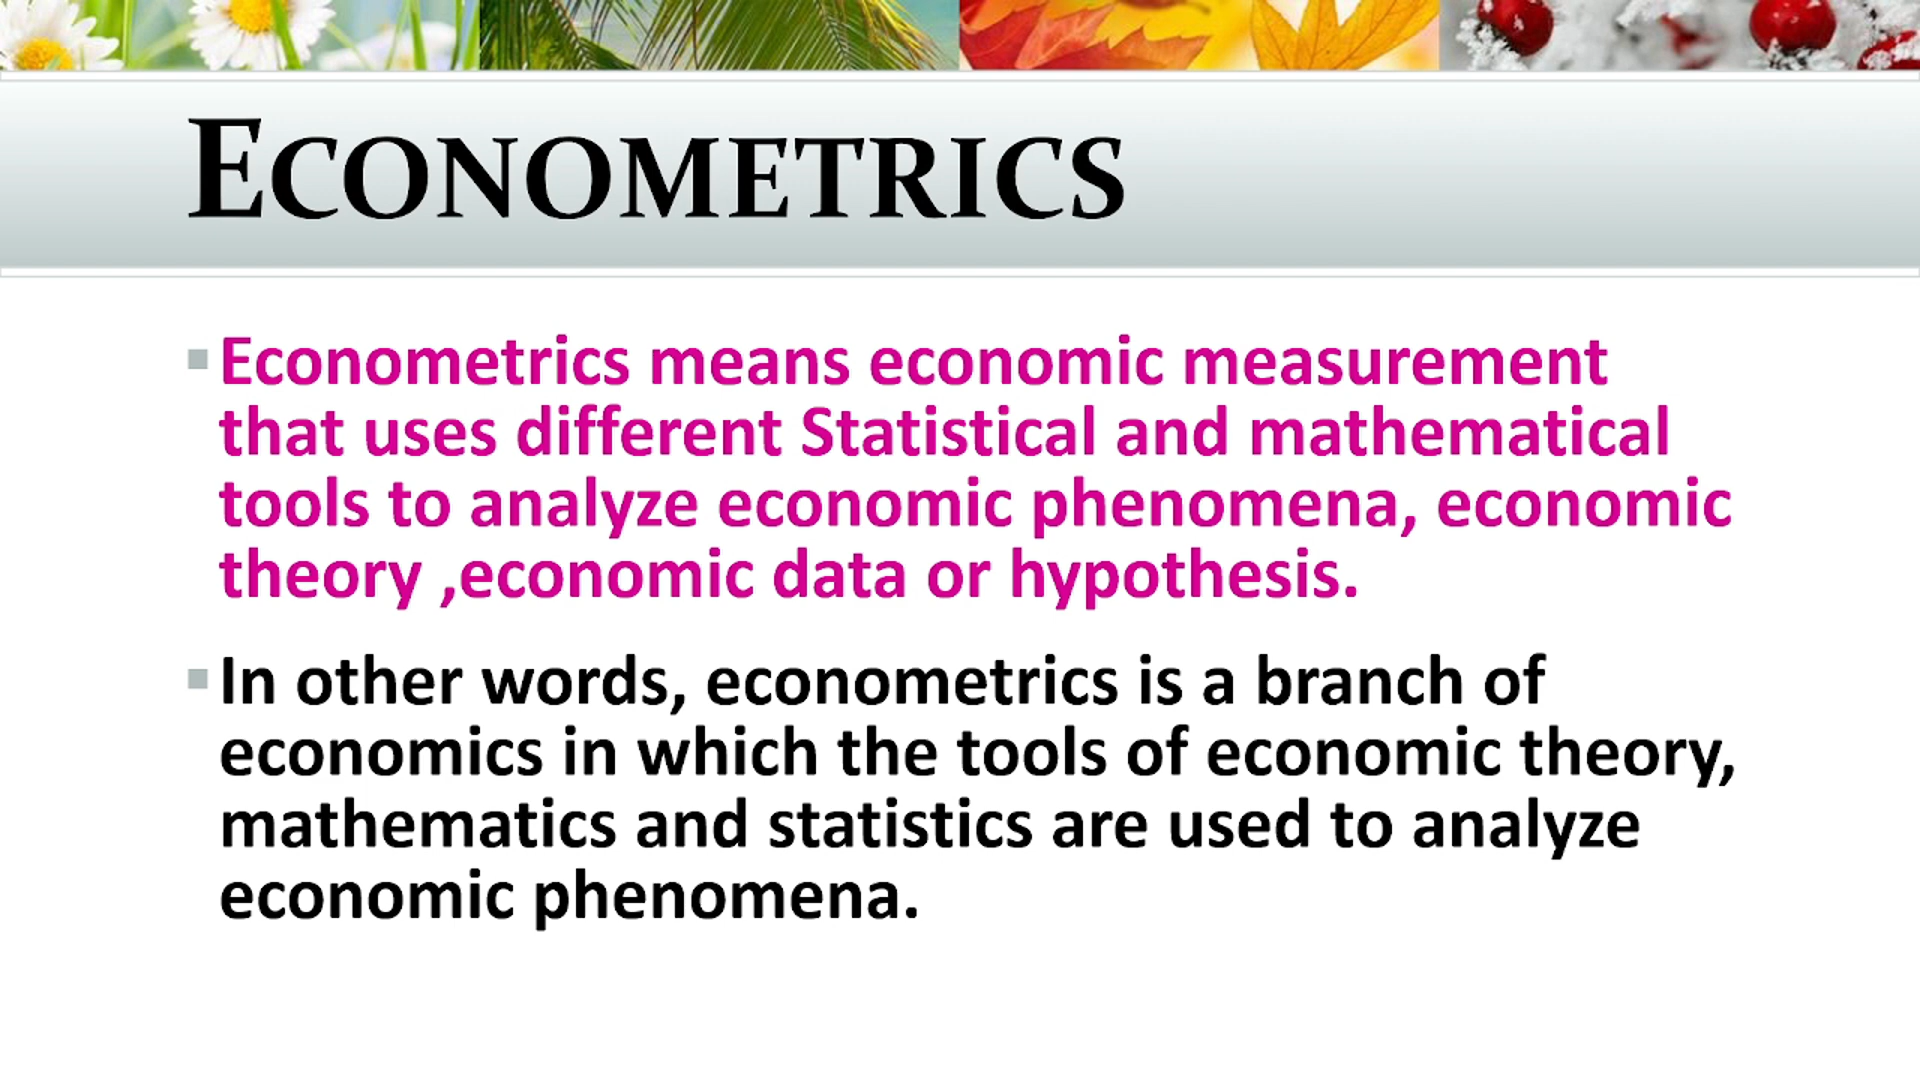 ECONOMETRICS
Econometrics means economic measurement
that uses different Statistical and mathematical
tools to analyze economic phenomena, economic
theory ,economic data or hypothesis.
In other words, econometrics is a branch of
economics in which the tools of economic theory,
mathematics and statistics are used to analyze
economic phenomena.